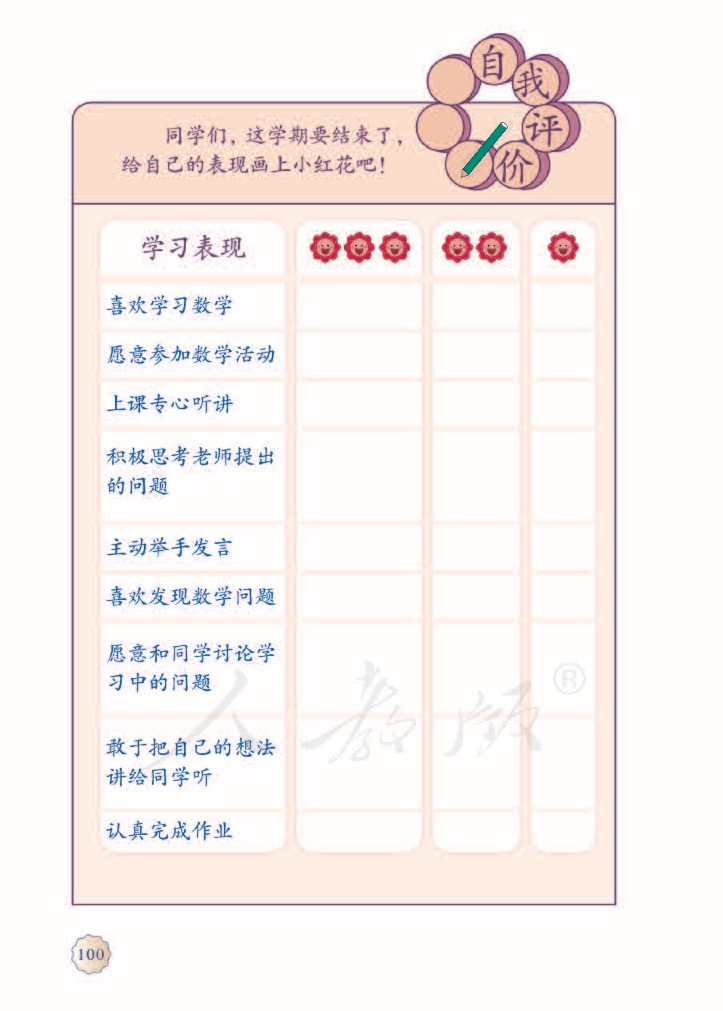 自我评价
同学们，这学期要结束了，
给自己的表现画上小红花吧！
学习表现
喜欢学习数学
愿意参加数学活动
上课专心听讲
积极思考老师提出
的问题
主动举手发言
喜欢发现数学问题
愿意和同学讨论学
习中的问题
敢于把自己的想法
讲给同学听
认真完成作业
人教版®
100